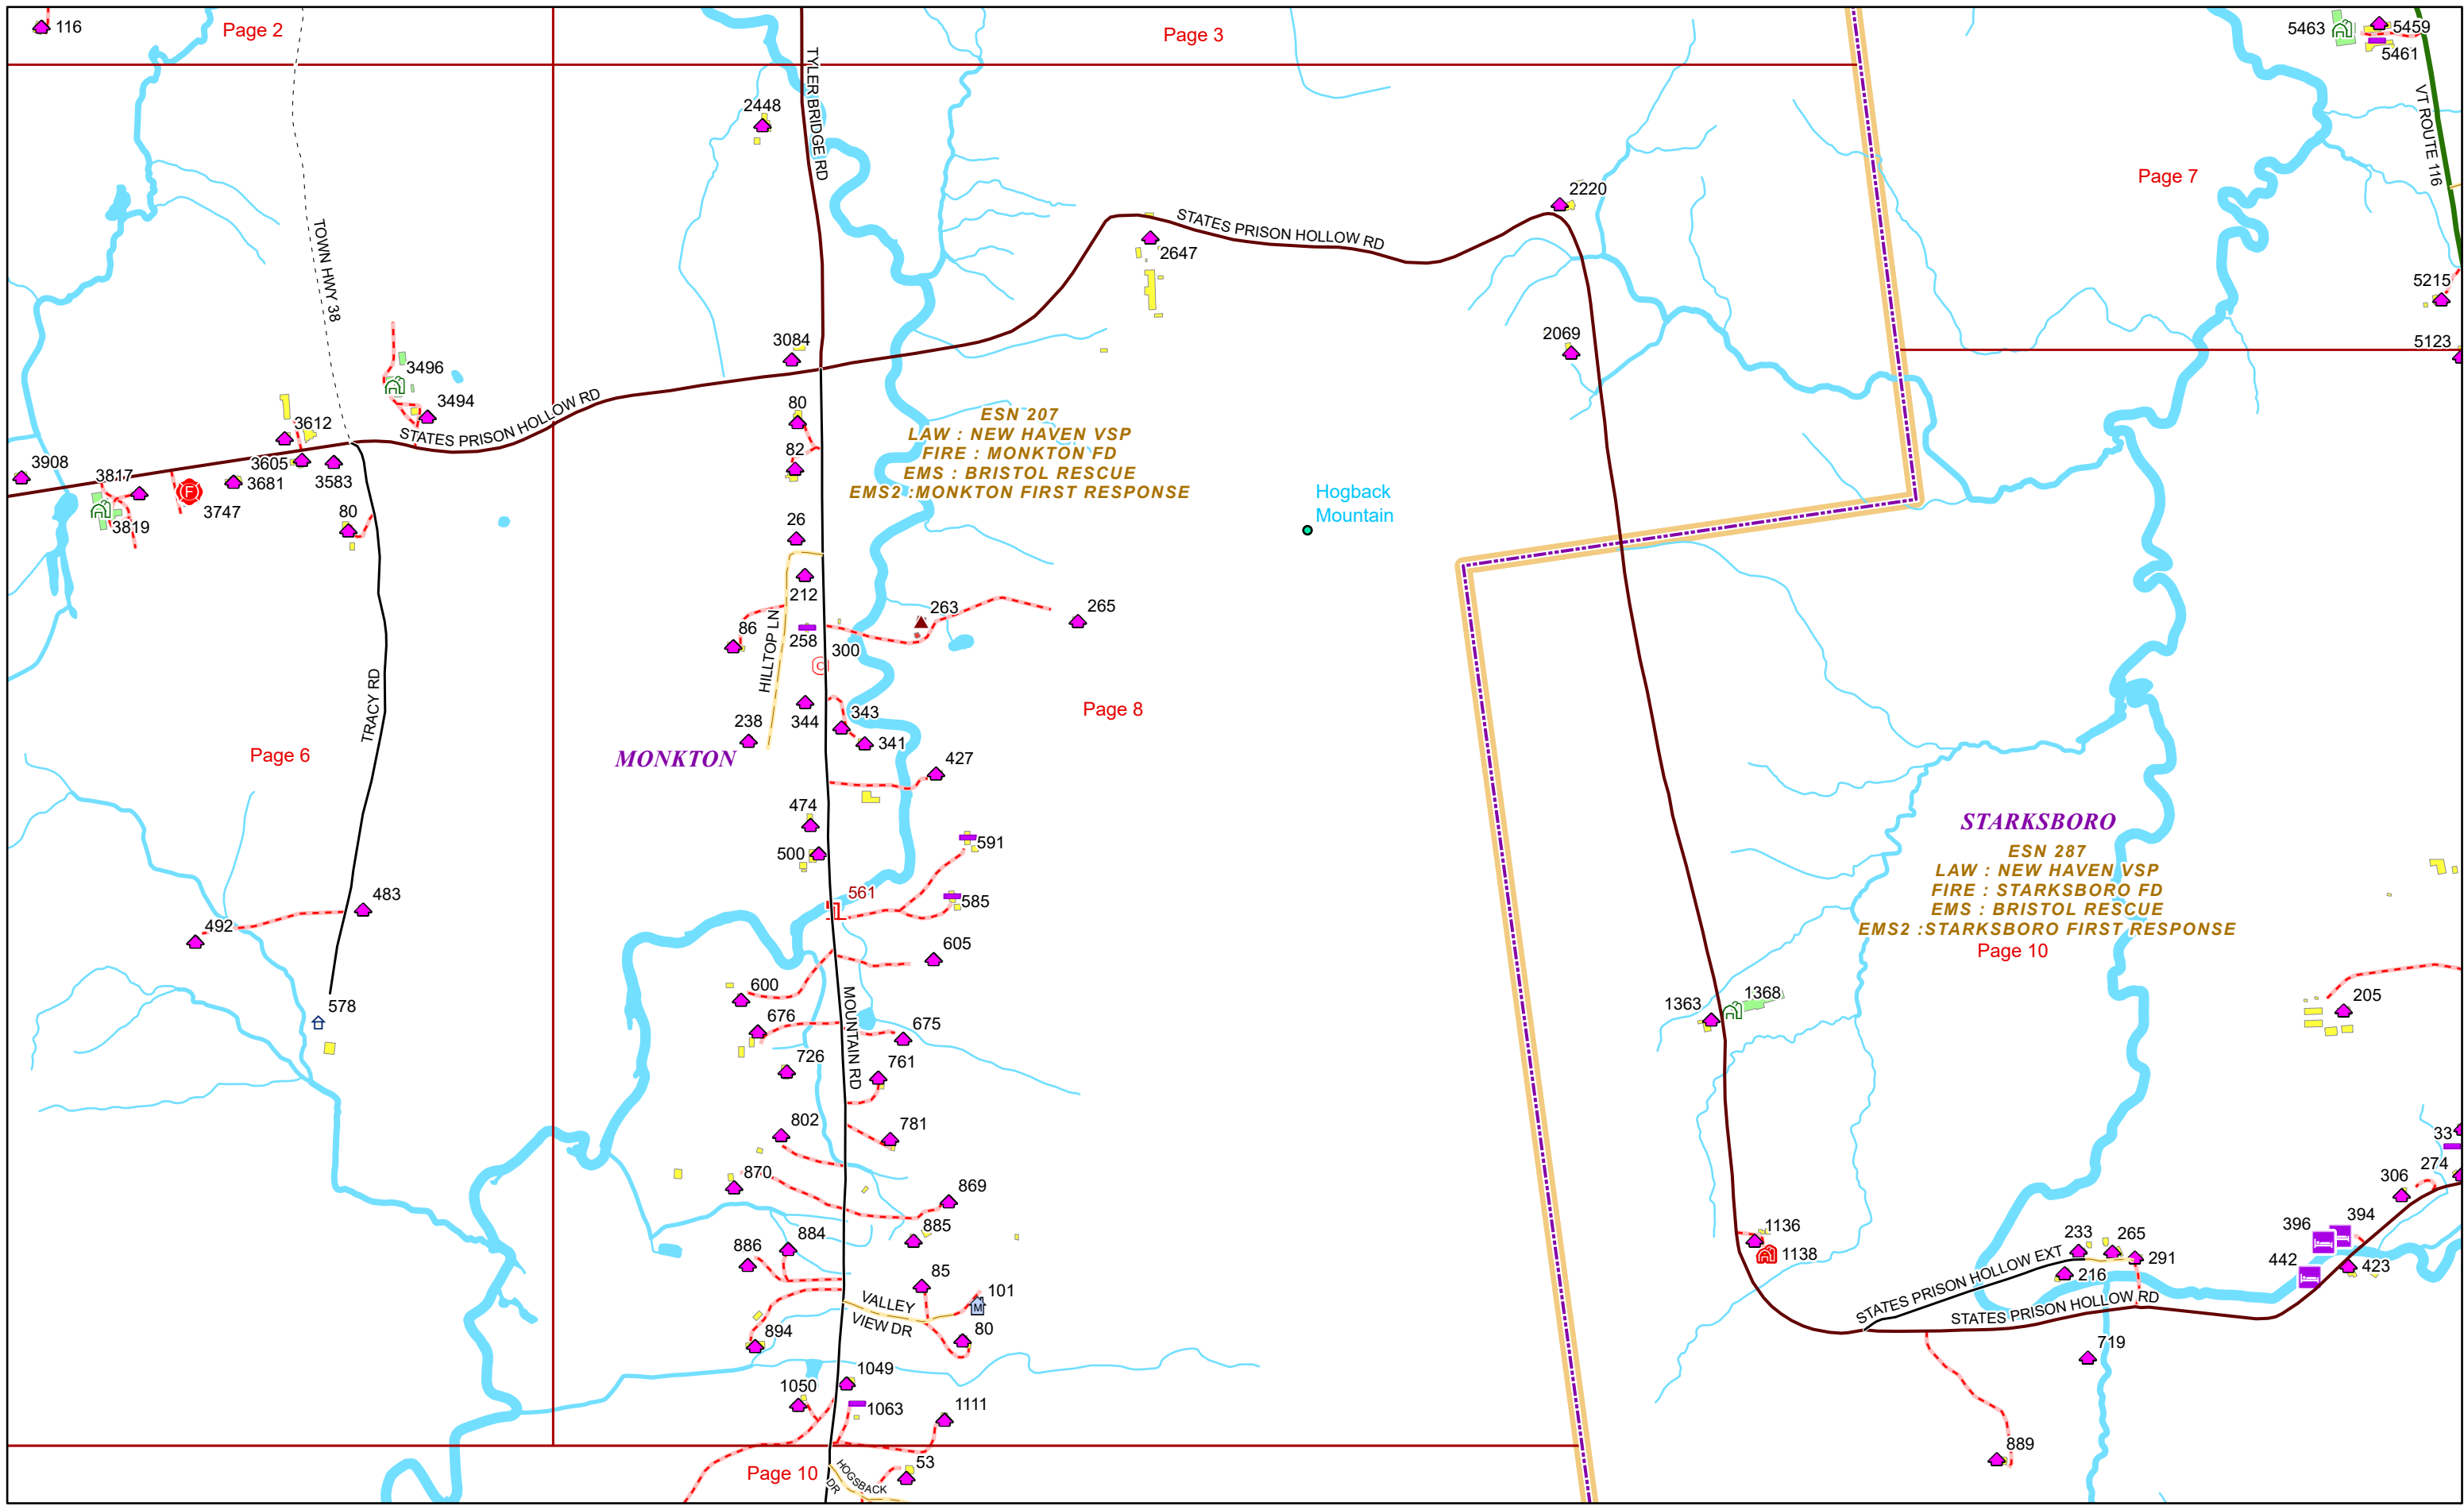 116
Page 2
Page 3
5463
5459
5461
TYLER BRIDGE RD
VT ROUTE 116
2448
Page 7
2220
STATES PRISON HOLLOW RD
2647
TOWN HWY 38
5215
5123
3084
2069
3496
3494
STATES PRISON HOLLOW RD
80
3612
82
3908
3605
3817
3681
3583
3819
3747
F
80
ESN 207
LAW : NEW HAVEN VSP
FIRE : MONKTON FD
EMS : BRISTOL RESCUE
EMS2 :MONKTON FIRST RESPONSE
Hogback
Mountain
26
212
263
265
86
258
300
C
HILLTOP LN
TRACY RD
238
344
343
341
Page 8
Page 6
MONKTON
427
474
500
591
STARKSBORO
ESN 287
LAW : NEW HAVEN VSP
FIRE : STARKSBORO FD
EMS : BRISTOL RESCUE
EMS2 :STARKSBORO FIRST RESPONSE
Page 10
561
585
483
492
605
600
578
MOUNTAIN RD
676
675
726
761
1363
1368
205
802
781
870
869
33
274
306
884
885
886
1136
1138
394
396
442
423
233
265
291
216
STATES PRISON HOLLOW EXT
STATES PRISON HOLLOW RD
85
101
M
VALLEY
VIEW DR
80
894
719
1049
1050
1063
1111
889
Page 10
53
HOGSBACK
DR